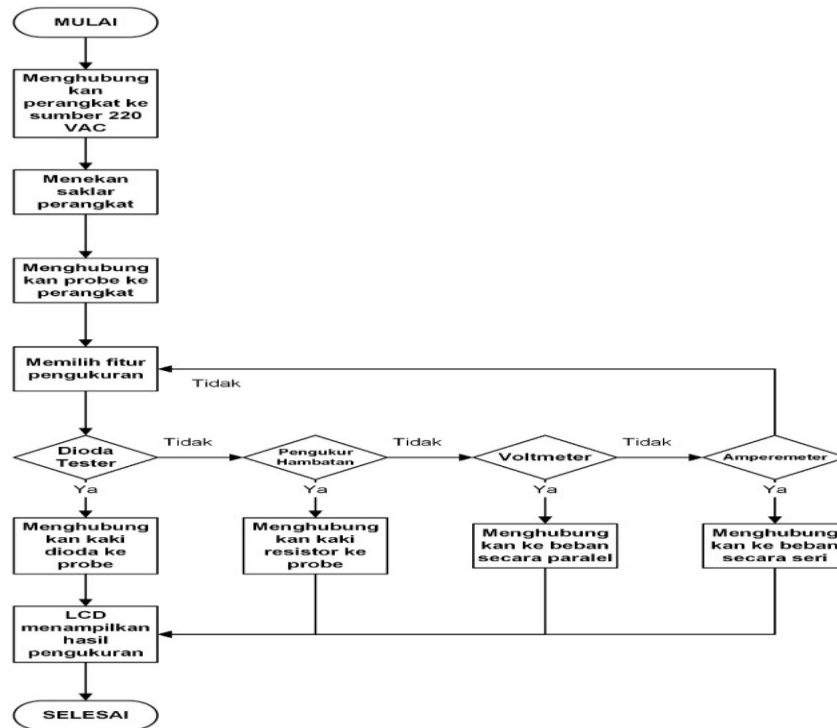 MULAI
Menghubung
kan
perangkat ke
sumber 220
VAC
Menekan
saklar
perangkat
Menghubung
kan probe ke
perangkat
Memilih fitur
pengukuran
Tidak
Dioda
Tester
Tidak
Pengukur
Hambatan
Tidak
Voltmeter
Tidak
Amperemeter
Ya
Ya
Ya
Ya
Menghubung
kan kaki
dioda ke
probe
Menghubung
kan kaki
resistor ke
probe
Menghubung
kan ke beban
secara paralel
Menghubung
kan ke beban
secara seri
LCD
menampilkan
hasil
pengukuran
SELESAI